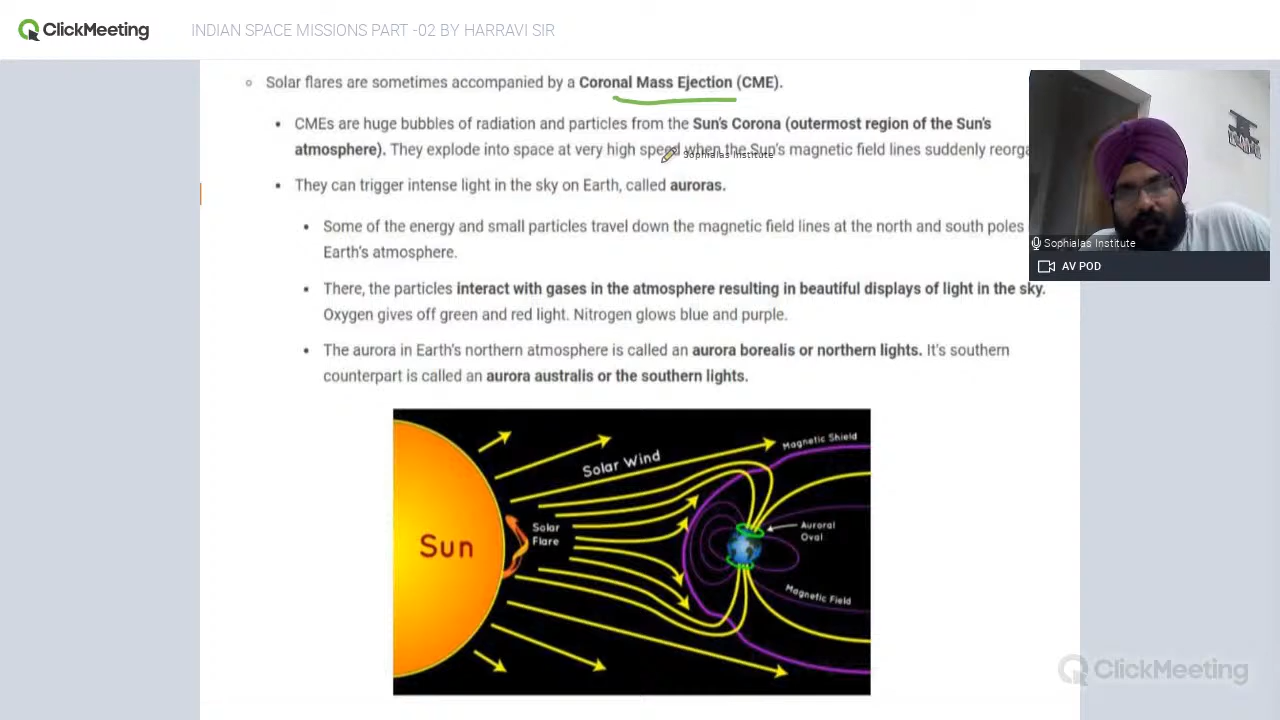 ClickMeeting
INDIAN SPACE MISSIONS PART -02 BY HARRAVI SIR
Solar flares are sometimes accompanied by a Coronal Mass Ejection (CME).
CMEs are huge bubbles of radiation and particles from the Sun's Corona (outermost region of the Sun's
atmosphere). They explode into space at very high speed when the Sun's magnetic field lines suddenly
Sophialas Institute
They can trigger intense light in the sky on Earth, called auroras.
Some of the energy and small particles travel down the magnetic field lines at the north and south poles
Earth's atmosphere.
There, the particles interact with gases in the atmosphere resulting in beautiful displays of light in the sky.
Oxygen gives off green and red light. Nitrogen glows blue and purple.
The aurora in Earth's northern atmosphere is called an aurora borealis or northern lights. It's southern
counterpart is called an aurora australis or the southern lights.
Sophialas Institute
AV POD
Magnetic Shield
Solar Wind
Solar
Flare
Sun
Auroral
Oval
Magnetic Field
ClickMeeting